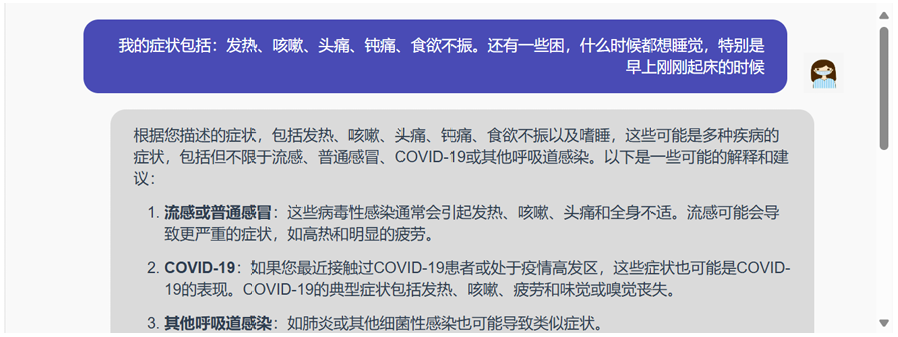 我的症状包括：发热、咳嗽、头痛、钝痛、食欲不振。还有一些困，什么时候都想睡觉，特别是
早上刚刚起床的时候
根据您描述的症状，包括发热、咳嗽、头痛、钝痛、食欲不振以及嗜睡，这些可能是多种疾病的
症状，包括但不限于流感、普通感冒、COVID-19或其他呼吸道感染。以下是一些可能的解释和建
议：
1. 流感或普通感冒：这些病毒性感染通常会引起发热、咳嗽、头痛和全身不适。流感可能会导
致更严重的症状，如高热和明显的疲劳。
2. COVID-19：如果您最近接触过COVID-19患者或处于疫情高发区，这些症状也可能是COVID-
19的表现。COVID-19的典型症状包括发热、咳嗽、疲劳和味觉或嗅觉丧失。
3. 其他呼吸道感染：如肺炎或其他细菌性感染也可能导致类似症状。